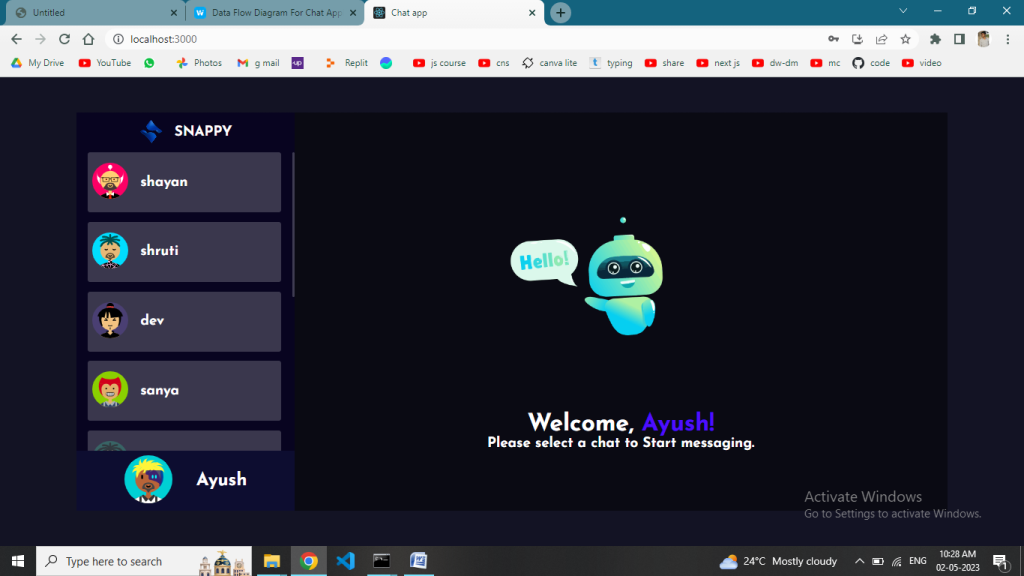 Untitled
Data Flow Diagram For Chat App
Chat app
localhost:3000
My Drive YouTube Photos g mail up Replit js course cns canva lite t typing share next js dw-dm mc code video
SNAPPY
shayan
shruti
dev
sanya
Ayush
Hello!
Welcome, Ayush!
Please select a chat to Start messaging.
Activate Windows
Go to Settings to activate Windows.
Type here to search
24°C Mostly cloudy
ENG
10:28 AM
02-05-2023
1